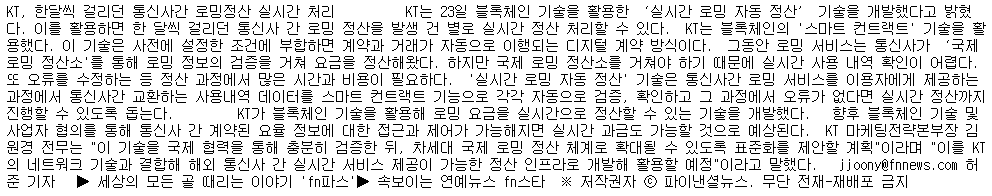 KT, 한달씩 걸리던 통신사간 로밍정산 실시간 처리 KT는 23일 블록체인 기술을 활용한 '실시간 로밍 자동 정산' 기술을 개발했다고 밝혔
다. 이를 활용하면 한 달씩 걸리던 통신사 간 로밍 정산을 발생 건 별로 실시간 정산 처리할 수 있다. KT는 블록체인의 '스마트 컨트랙트' 기술을 활
용했다. 이 기술은 사전에 설정한 조건에 부합하면 계약과 거래가 자동으로 이행되는 디지털 계약 방식이다. 그동안 로밍 서비스는 통신사가 '국제
로밍 정산소'를 통해 로밍 정보의 검증을 거쳐 요금을 정산해왔다. 하지만 국제 로밍 정산소를 거쳐야 하기 때문에 실시간 사용 내역 확인이 어렵다.
또 오류를 수정하는 등 정산 과정에서 많은 시간과 비용이 필요하다. '실시간 로밍 자동 정산' 기술은 통신사간 로밍 서비스를 이용자에게 제공하는
과정에서 통신사간 교환하는 사용내역 데이터를 스마트 컨트랙트 기능으로 각각 자동으로 검증, 확인하고 그 과정에서 오류가 없다면 실시간 정산까지
진행할 수 있도록 돕는다. KT가 블록체인 기술을 활용해 로밍 요금을 실시간으로 정산할 수 있는 기술을 개발했다. 향후 블록체인 기술 및
사업자 협의를 통해 통신사 간 계약된 요율 정보에 대한 접근과 제어가 가능해지면 실시간 과금도 가능할 것으로 예상된다. KT 마케팅전략본부장 김
원경 전무는 "이 기술을 국제 협력을 통해 충분히 검증한 뒤, 차세대 국제 로밍 정산 체계로 확대될 수 있도록 표준화를 제안할 계획"이라며 "이를 KT
의 네트워크 기술과 결합해 해외 통신사 간 실시간 서비스 제공이 가능한 정산 인프라로 개발해 활용할 예정"이라고 말했다. jjoony@fnnews.com 허
준 기자 ▶ 세상의 모든 골 때리는 이야기 'fn파스'▶ 속보이는 연예뉴스 fn스타 ※ 저작권자 ⓒ 파이낸셜뉴스. 무단 전재-재배포 금지